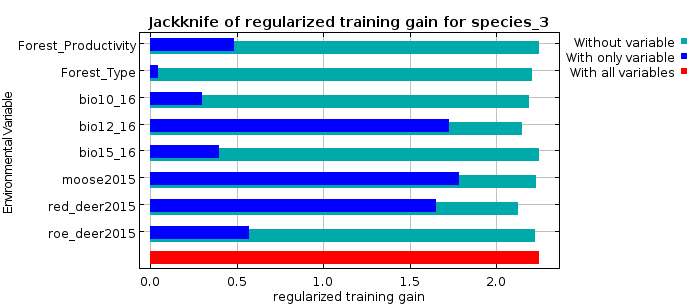 Jackknife of regularized training gain for species_3
Environmental Variable
Forest_Productivity
Forest_Type
bio10_16
bio12_16
bio15_16
moose2015
red_deer2015
roe_deer2015
0.0 0.5 1.0 1.5 2.0
regularized training gain
Without variable
With only variable
With all variables